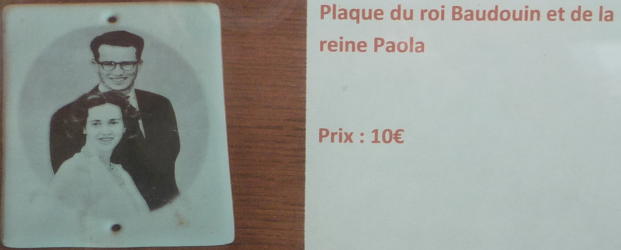 Plaque du roi Baudouin et de la
reine Paola
Prix : 10€